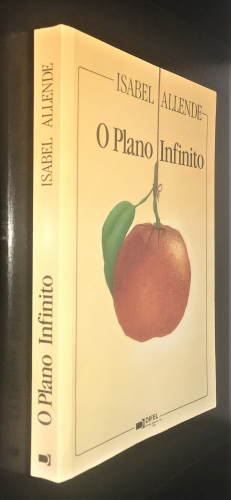 ISABEL ALLENDE
O Plano Infinito
DIFEL
O Plano Infinito ISABEL ALLENDE